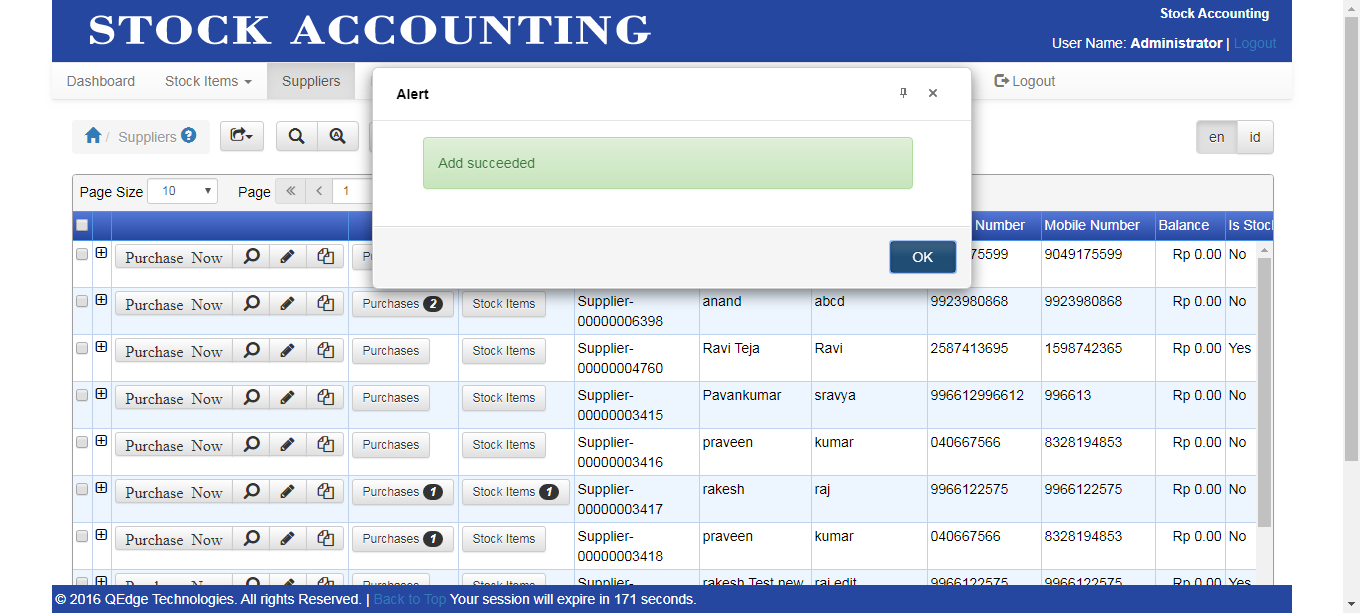 STOCK ACCOUNTING
Stock Accounting
User Name: Administrator | Logout
Dashboard Stock Items Suppliers Logout
Alert
Suppliers en id
Add succeeded
Page Size 10 Page 1
Number Mobile Number Balance Is Stoc
OK
Purchase Now 75599 9049175599 Rp 0.00 No
Purchase Now Purchases 2 Stock Items Supplier- anand abcd 9923980868 9923980868 Rp 0.00 No
00000006398
Purchase Now Purchases Stock Items Supplier- Ravi Teja Ravi 2587413695 1598742365 Rp 0.00 Yes
00000004760
Purchase Now Purchases Stock Items Supplier- Pavankumar sravya 996612996612 996613 Rp 0.00 No
00000003415
Purchase Now Purchases Stock Items Supplier- praveen kumar 040667566 8328194853 Rp 0.00 No
00000003416
Purchase Now Purchases 1 Stock Items 1 Supplier- rakesh raj 9966122575 9966122575 Rp 0.00 No
00000003417
Purchase Now Purchases 1 Stock Items Supplier- praveen kumar 040667566 8328194853 Rp 0.00 No
00000003418
Purchase Now Purchases Stock Items Supplier- rakesh Test new raj edit 9966122575 9966122575 Rp 0.00 Yes
© 2016 QEdge Technologies. All rights Reserved. | Back to Top Your session will expire in 171 seconds.